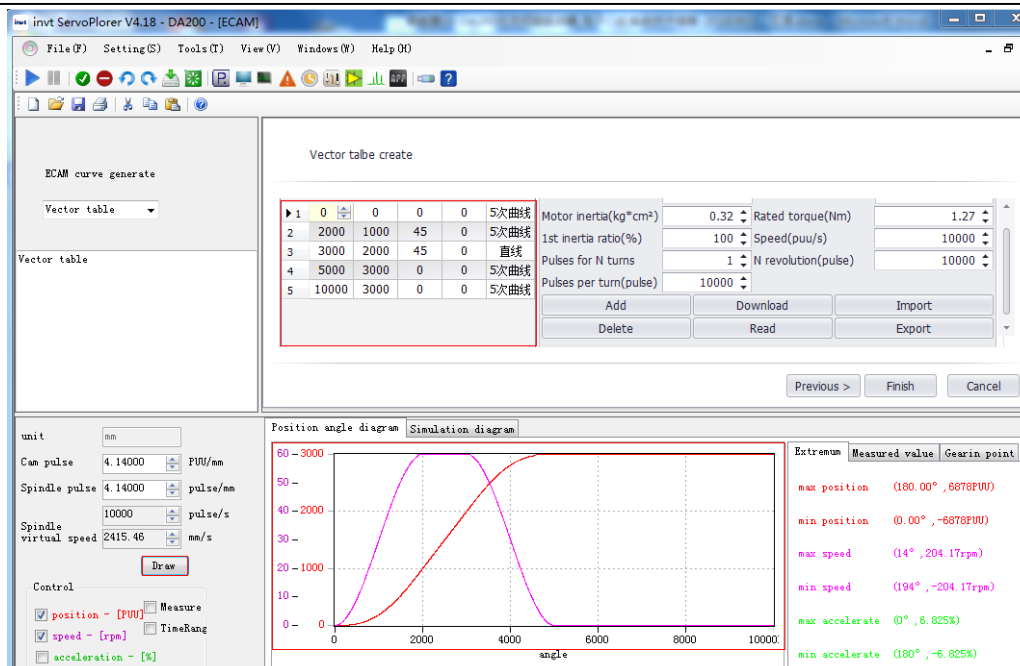 invt ServoPlorer V4.18 - DA200 - [ECAM]
File(F) Setting(S) Tools(T) View(V) Windows(W) Help(H)
ECAM curve generate
Vector table
Vector table
Vector talbe create
1 0 0 0 0 5次曲线
2 2000 1000 45 0 5次曲线
3 3000 2000 45 0 直线
4 5000 3000 0 0 5次曲线
5 10000 3000 0 0 5次曲线
Motor inertia(kg*cm²) 0.32 Rated torque(Nm) 1.27
1st inertia ratio(%) 100 Speed(puu/s) 10000
Pulses for N turns 1 N revolution(pulse) 10000
Pulses per turn(pulse) 10000
Add Download Import
Delete Read Export
Previous > Finish Cancel
unit mm
Cam pulse 4.14000 PUU/mm
Spindle pulse 4.14000 pulse/mm
10000 pulse/s
Spindle
virtual speed 2415.46 mm/s
Draw
Control
position - [PUU] Measure
speed - [rpm] TimeRang
acceleration - [%]
Position angle diagram Simulation diagram
60 3000
50
40 2000
30
20 1000
10
0 0
0 2000 4000 6000 8000 10000
angle
Extremum Measured value Gearin point
max position (180.00° ,6878PUU)
min position (0.00° ,-6878PUU)
max speed (14° ,204.17rpm)
min speed (194° ,-204.17rpm)
max accelerate (0° ,6.825%)
min accelerate (180° ,-6.825%)